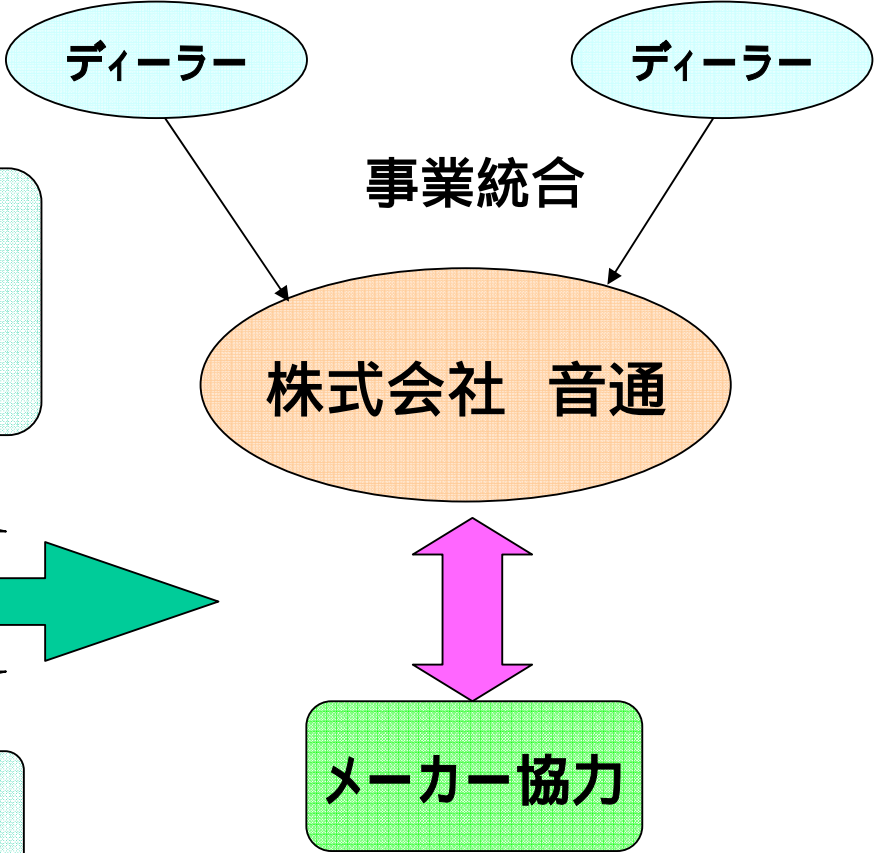 ディーラー
ディーラー
事業統合
株式会社　音通
メーカー協力